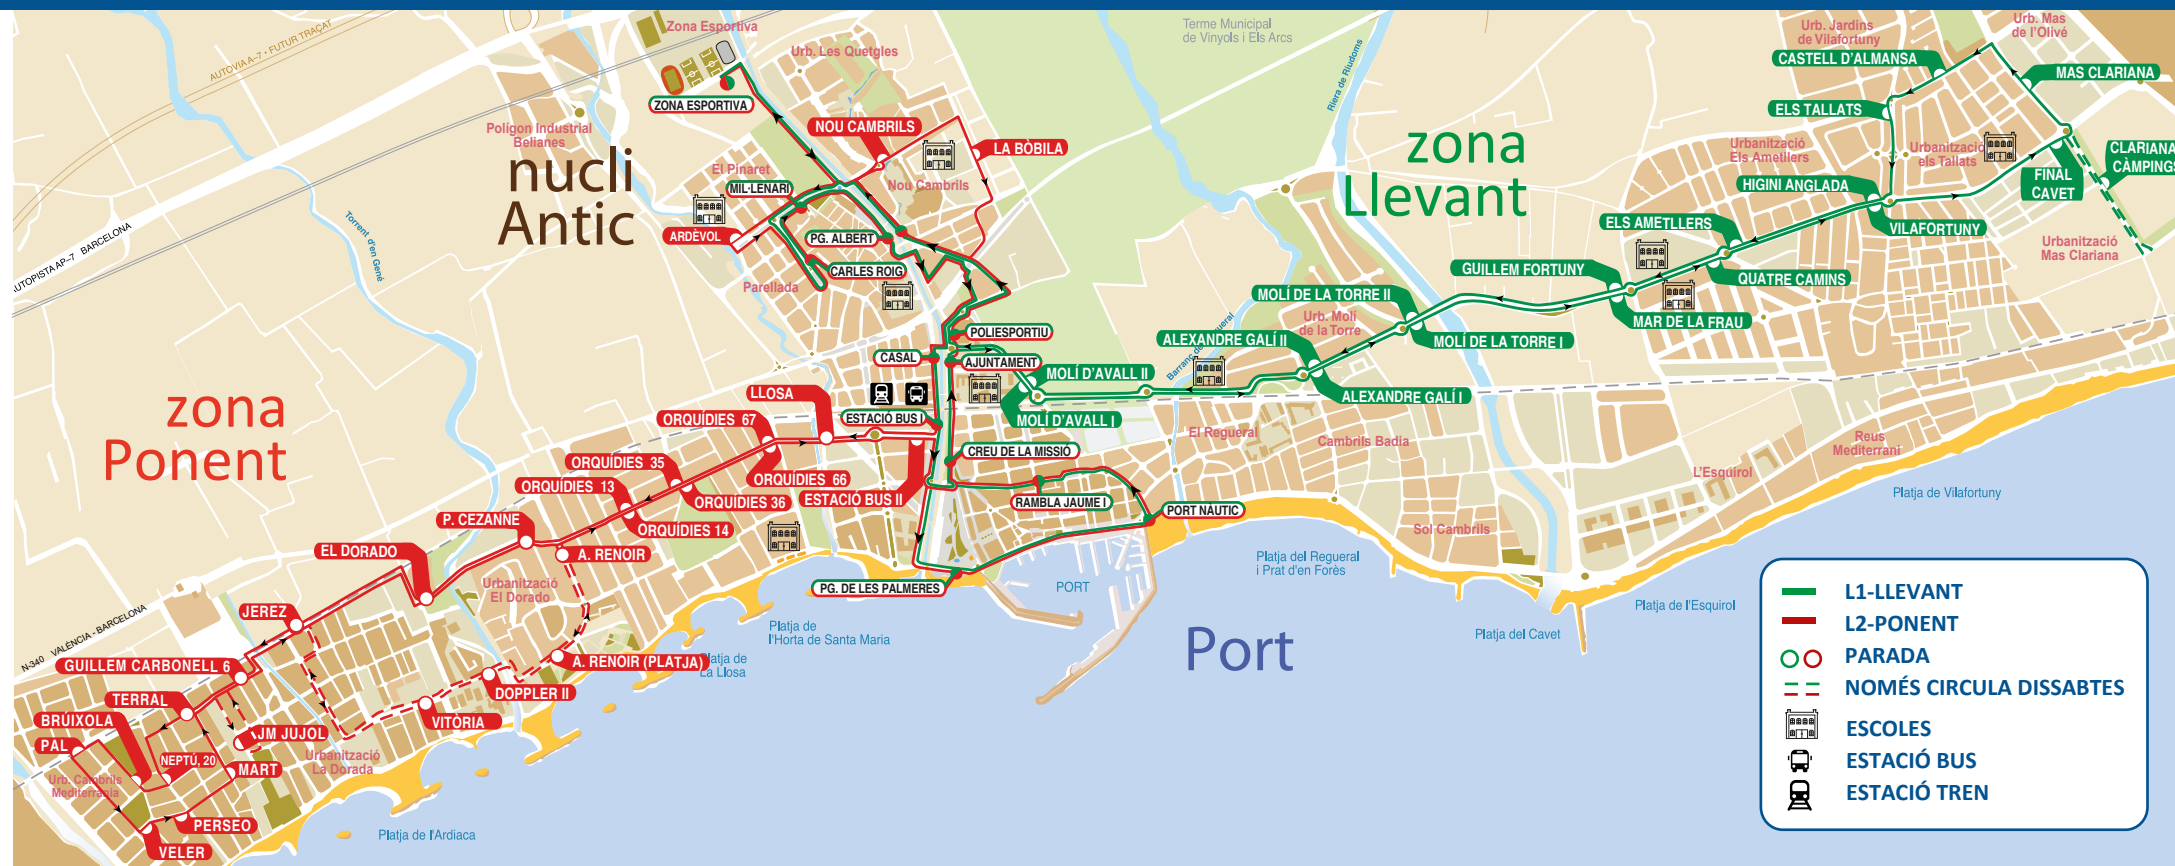 Zona Esportiva
Terme Municipal
de Vinyols i Els Arcs
Urb. Jardins
de Vilafortuny
Urb. Mas
de l'Olivé
AUTOVIA A-7 • FUTUR TRAÇAT
Urb. Les Quetgles
CASTELL D'ALMANSA
MAS CLARIANA
ZONA ESPORTIVA
Riera de Riudoms
ELS TALLATS
Polígon Industrial
Belianes
NOU CAMBRILS
LA BÒBILA
zona
Llevant
Urbanització
Els Ametllers
Urbanització
els Tallats
CLARIANA
CÀMPINGS
nucli
Antic
El Pinaret
MIL·LENARI
Nou Cambrils
HIGINI ANGLADA
FINAL
CAVET
Torrent d'en Gené
ARDÈVOL
PG. ALBERT
ELS AMETLLERS
VILAFORTUNY
AUTOPISTA AP-7 BARCELONA
CARLES ROIG
Parellada
GUILLEM FORTUNY
QUATRE CAMINS
Urbanització
Mas Clariana
MOLÍ DE LA TORRE II
Urb. Molí
de la Torre
MAR DE LA FRAU
POLIESPORTIU
Barranc del Regueral
ALEXANDRE GALÍ II
MOLÍ DE LA TORRE I
CASAL
AJUNTAMENT
MOLÍ D'AVALL II
zona
Ponent
LLOSA
ALEXANDRE GALÍ I
ORQUÍDIES 67
ESTACIÓ BUS I
MOLÍ D'AVALL I
El Regueral
Cambrils Badia
Reus
Mediterrani
ORQUÍDIES 35
CREU DE LA MISSIÓ
L'Esquirol
ORQUÍDIES 13
ORQUÍDIES 66
ESTACIÓ BUS II
Platja de Vilafortuny
ORQUÍDIES 36
RAMBLA JAUME I
PORT NÀUTIC
P. CEZANNE
ORQUÍDIES 14
Sol Cambrils
EL DORADO
A. RENOIR
Platja del Regueral
i Prat d'en Forès
Urbanització
El Dorado
PG. DE LES PALMERES
PORT
L1-LLEVANT
L2-PONENT
PARADA
NOMÉS CIRCULA DISSABTES
ESCOLES
ESTACIÓ BUS
ESTACIÓ TREN
N-340 VALÈNCIA - BARCELONA
JEREZ
Platja de
l'Horta de Santa Maria
Port
Platja del Cavet
Platja de l'Esquirol
GUILLEM CARBONELL 6
A. RENOIR (PLATJA)
Platja de
La Llosa
TERRAL
DOPPLER II
BRÚIXOLA
VITÒRIA
PAL
JM JUJOL
NEPTÚ, 20
MART
Urbanització
La Dorada
Urb. Cambrils
Mediterrània
PERSEO
Platja de l'Ardiaca
VELER